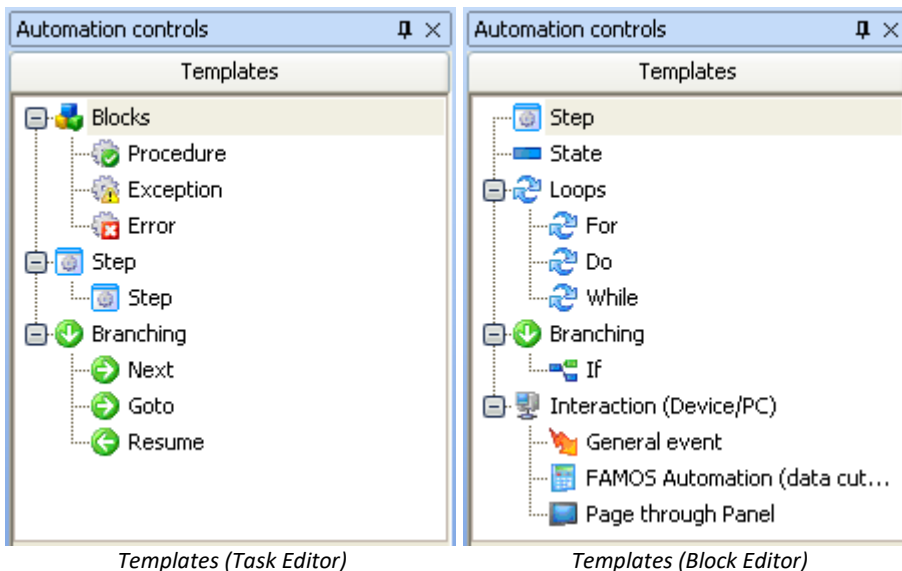 Automation controls
Templates
Blocks
Procedure
Exception
Error
Step
Step
Branching
Next
Goto
Resume
Templates (Task Editor)
Automation controls
Templates
Step
State
Loops
For
Do
While
Branching
If
Interaction (Device/PC)
General event
FAMOS Automation (data cut...
Page through Panel
Templates (Block Editor)